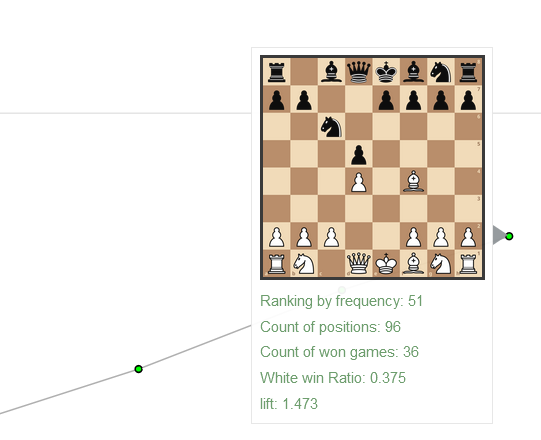 Ranking by frequency: 51
Count of positions: 96
Count of won games: 36
White win Ratio: 0.375
lift: 1.473